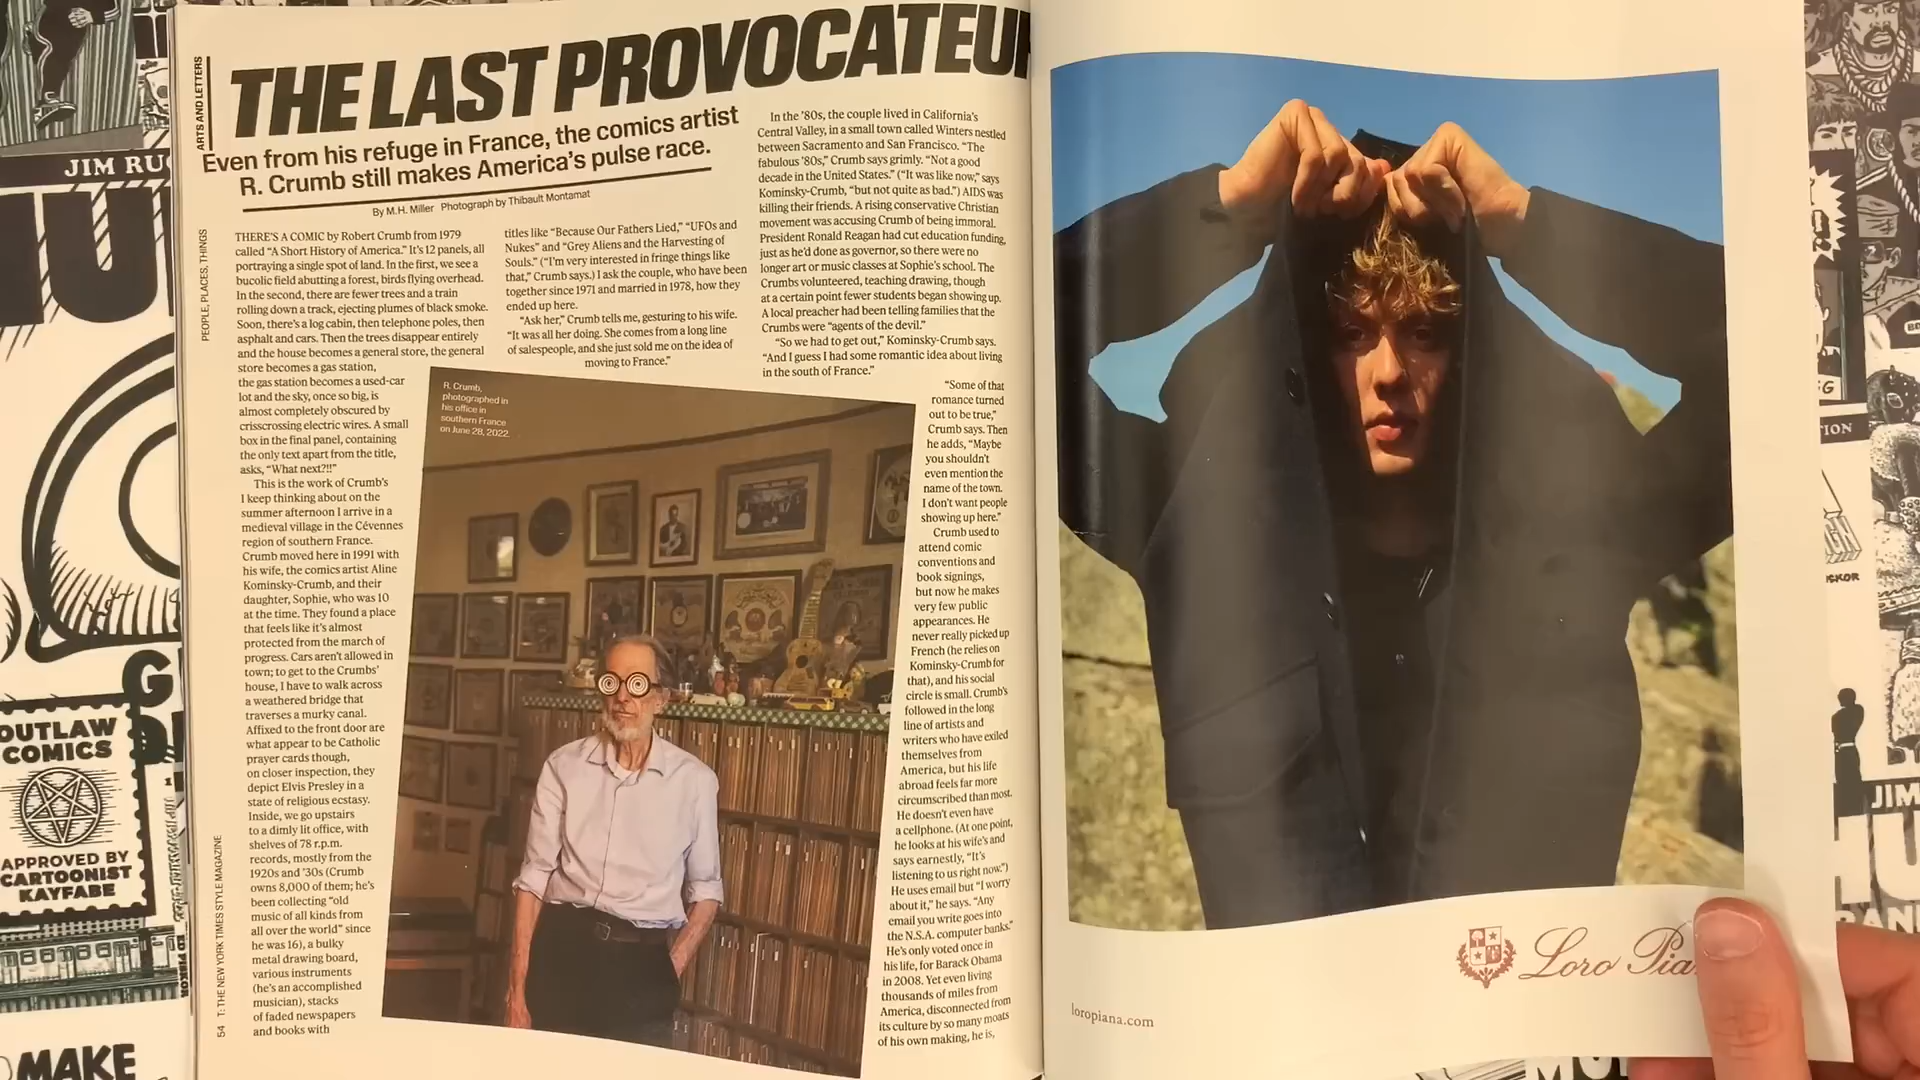 ARTS AND LETTERS
THE LAST PROVOCATEUR
Even from his refuge in France, the comics artist
R. Crumb still makes America's pulse race.
By M.H. Miller Photograph by Thibault Montamat
PEOPLE, PLACES, THINGS
THERE'S A COMIC by Robert Crumb from 1979
called “A Short History of America.” It's 12 panels, all
portraying a single spot of land. In the first, we see a
bucolic field abutting a forest, birds flying overhead.
In the second, there are fewer trees and a train
rolling down a track, ejecting plumes of black smoke.
Soon, there's a log cabin, then telephone poles, then
asphalt and cars. Then the trees disappear entirely
and the house becomes a general store, the general
store becomes a gas station,
the gas station becomes a used-car
lot and the sky, once so big, is
almost completely obscured by
crisscrossing electric wires. A small
box in the final panel, containing
the only text apart from the title,
asks, “What next?!!”
This is the work of Crumb's
I keep thinking about on the
summer afternoon I arrive in a
medieval village in the Cévennes
region of southern France.
Crumb moved here in 1991 with
his wife, the comics artist Aline
Kominsky-Crumb, and their
daughter, Sophie, who was 10
at the time. They found a place
that feels like it's almost
protected from the march of
progress. Cars aren't allowed in
town; to get to the Crumbs'
house, I have to walk across
a weathered bridge that
traverses a murky canal.
Affixed to the front door are
what appear to be Catholic
prayer cards though,
on closer inspection, they
depict Elvis Presley in a
state of religious ecstasy.
Inside, we go upstairs
to a dimly lit office, with
shelves of 78 r.p.m.
records, mostly from the
1920s and '30s (Crumb
owns 8,000 of them; he's
been collecting “old
music of all kinds from
all over the world” since
he was 16), a bulky
metal drawing board,
various instruments
(he's an accomplished
musician), stacks
of faded newspapers
and books with
titles like “Because Our Fathers Lied,” “UFOs and
Nukes” and “Grey Aliens and the Harvesting of
Souls.” (“I'm very interested in fringe things like
that,” Crumb says.) I ask the couple, who have been
together since 1971 and married in 1978, how they
ended up here.
“Ask her,” Crumb tells me, gesturing to his wife.
“It was all her doing. She comes from a long line
of salespeople, and she just sold me on the idea of
moving to France.”
R. Crumb,
photographed in
his office in
southern France
on June 28, 2022.
In the '80s, the couple lived in California's
Central Valley, in a small town called Winters nestled
between Sacramento and San Francisco. “The
fabulous '80s,” Crumb says grimly. “Not a good
decade in the United States.” (“It was like now,” says
Kominsky-Crumb, “but not quite as bad.”) AIDS was
killing their friends. A rising conservative Christian
movement was accusing Crumb of being immoral.
President Ronald Reagan had cut education funding,
just as he'd done as governor, so there were no
longer art or music classes at Sophie's school. The
Crumbs volunteered, teaching drawing, though
at a certain point fewer students began showing up.
A local preacher had been telling families that the
Crumbs were “agents of the devil.”
“So we had to get out,” Kominsky-Crumb says.
“And I guess I had some romantic idea about living
in the south of France.”
“Some of that
romance turned
out to be true,”
Crumb says. Then
he adds, “Maybe
you shouldn't
even mention the
name of the town.
I don't want people
showing up here.”
Crumb used to
attend comic
conventions and
book signings,
but now he makes
very few public
appearances. He
never really picked up
French (he relies on
Kominsky-Crumb for
that), and his social
circle is small. Crumb's
followed in the long
line of artists and
writers who have exiled
themselves from
America, but his life
abroad feels far more
circumscribed than most.
He doesn't even have
a cellphone. (At one point,
he looks at his wife's and
says earnestly, “It's
listening to us right now.”)
He uses email but “I worry
about it,” he says. “Any
email you write goes into
the N.S.A. computer banks.”
He's only voted once in
his life, for Barack Obama
in 2008. Yet even living
thousands of miles from
America, disconnected from
its culture by so many moats
of his own making, he is,
54 T: THE NEW YORK TIMES STYLE MAGAZINE
Loro Pia
loropiana.com
JIM RUG
OUTLAW
COMICS
APPROVED BY
CARTOONIST
KAYFABE
ED PISKOR
MAKE
JIM